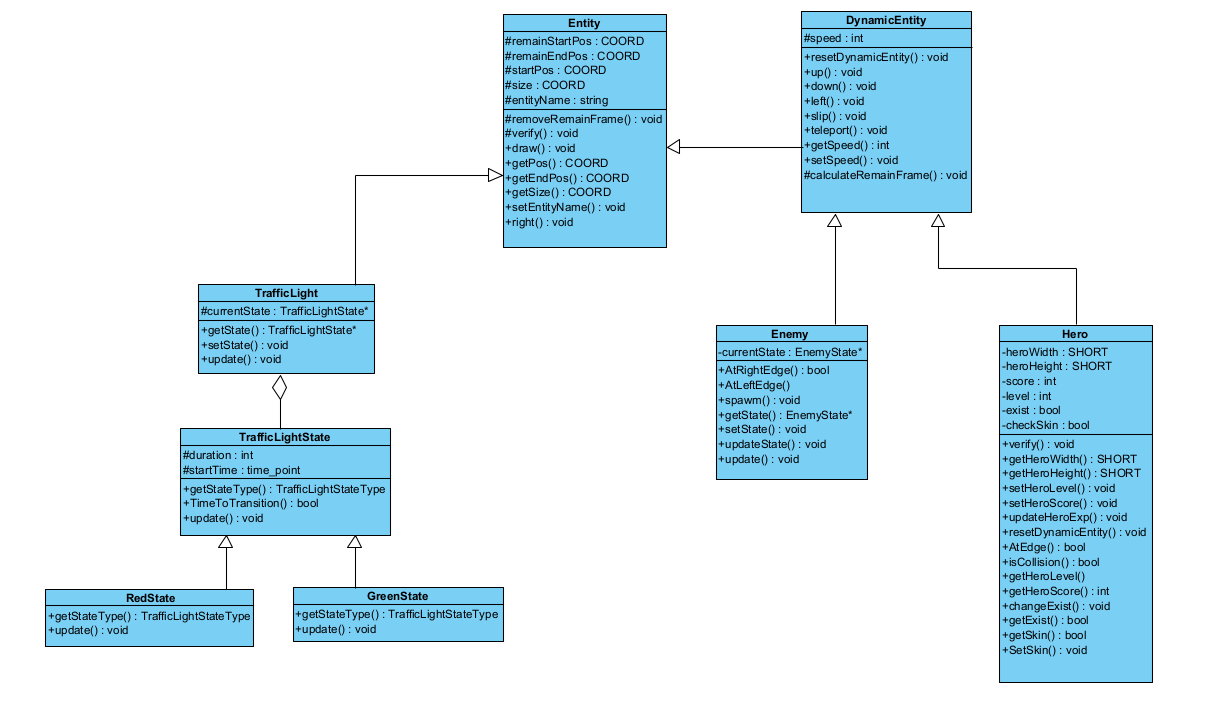 Entity
#remainStartPos : COORD
#remainEndPos : COORD
#startPos : COORD
#size : COORD
#entityName : string
#removeRemainFrame() : void
#verify() : void
+draw() : void
+getPos() : COORD
+getEndPos() : COORD
+getSize() : COORD
+setEntityName() : void
+right() : void
DynamicEntity
#speed : int
+resetDynamicEntity() : void
+up() : void
+down() : void
+left() : void
+slip() : void
+teleport() : void
+getSpeed() : int
+setSpeed() : void
#calculateRemainFrame() : void
TrafficLight
#currentState : TrafficLightState*
+getState() : TrafficLightState*
+setState() : void
+update() : void
TrafficLightState
#duration : int
#startTime : time_point
+getStateType() : TrafficLightStateType
+TimeToTransition() : bool
+update() : void
RedState
+getStateType() : TrafficLightStateType
+update() : void
GreenState
+getStateType() : TrafficLightStateType
+update() : void
Enemy
-currentState : EnemyState*
+AtRightEdge() : bool
+AtLeftEdge()
+spawm() : void
+getState() : EnemyState*
+setState() : void
+updateState() : void
+update() : void
Hero
-heroWidth : SHORT
-heroHeight : SHORT
-score : int
-level : int
-exist : bool
-checkSkin : bool
+verify() : void
+getHeroWidth() : SHORT
+getHeroHeight() : SHORT
+setHeroLevel() : void
+setHeroScore() : void
+updateHeroExp() : void
+resetDynamicEntity() : void
+AtEdge() : bool
+isCollision() : bool
+getHeroLevel()
+getHeroScore() : int
+changeExist() : void
+getExist() : bool
+getSkin() : bool
+SetSkin() : void